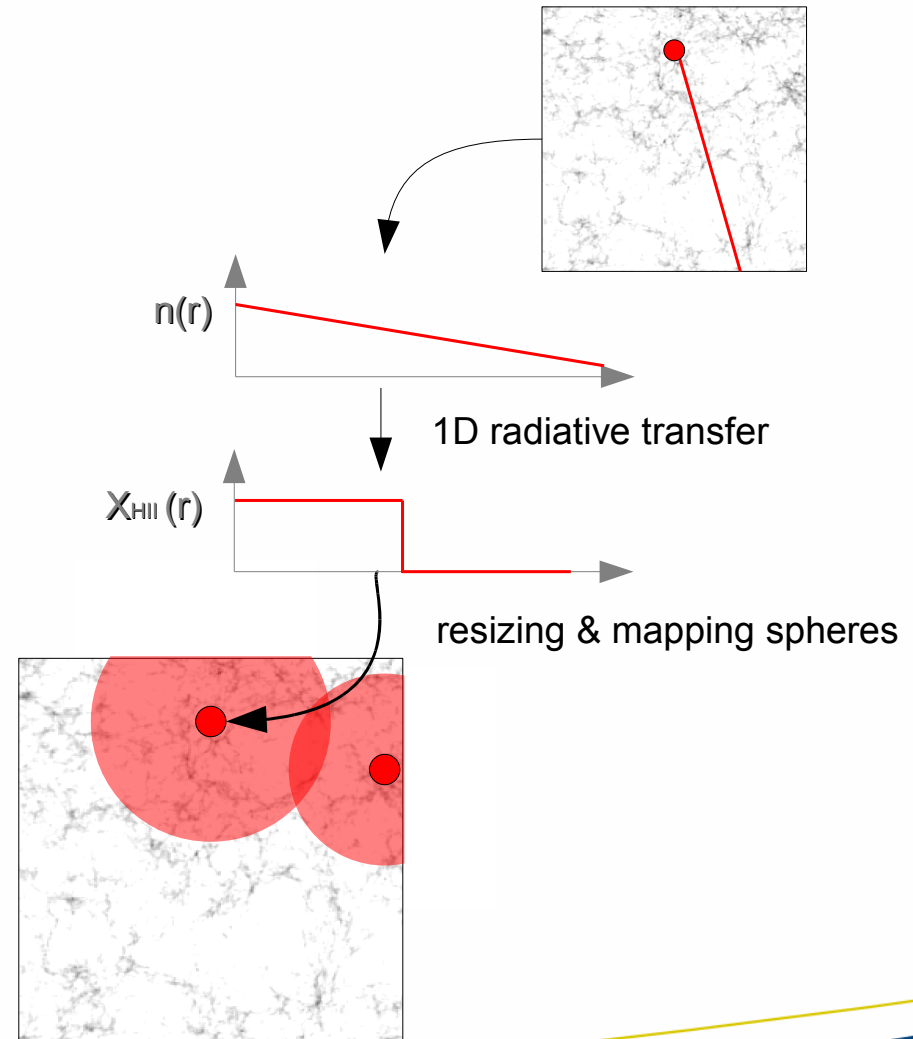 n(r)
1D radiative transfer
XHII (r)
resizing & mapping spheres